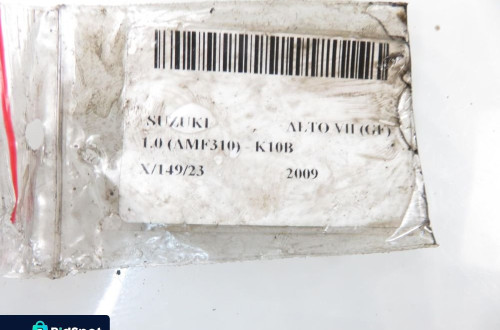 SUZUKI ALTO VII (GF)
1.0 (AMF310) K10B
X/149/23 2009